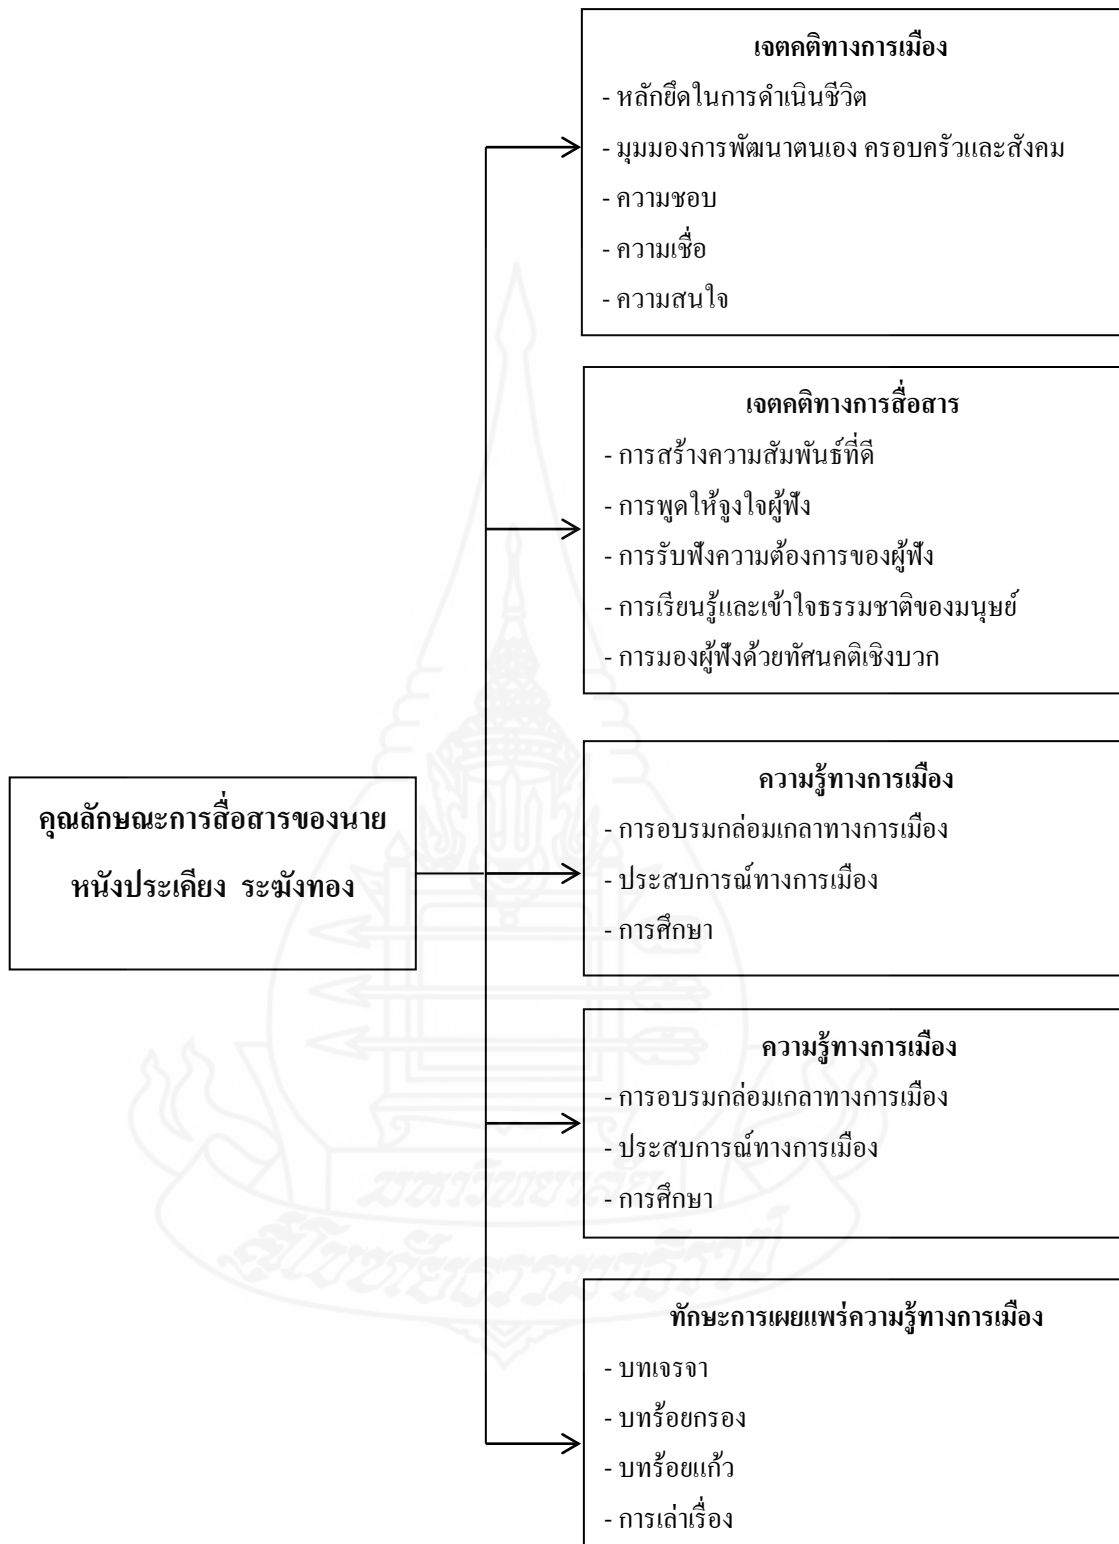 เจตคติทางการเมือง
- หลักยึดในการดำเนินชีวิต
- มุมมองการพัฒนาตนเอง ครอบครัวและสังคม
- ความชอบ
- ความเชื่อ
- ความสนใจ
เจตคติทางการสื่อสาร
- การสร้างความสัมพันธ์ที่ดี
- การพูดให้จูงใจผู้ฟัง
- การรับฟังความต้องการของผู้ฟัง
- การเรียนรู้และเข้าใจธรรมชาติของมนุษย์
- การมองผู้ฟังด้วยทัศนคติเชิงบวก
คุณลักษณะการสื่อสารของนาย
หนังประเคียง ระฆังทอง
ความรู้ทางการเมือง
- การอบรมกล่อมเกลาทางการเมือง
- ประสบการณ์ทางการเมือง
- การศึกษา
ความรู้ทางการเมือง
- การอบรมกล่อมเกลาทางการเมือง
- ประสบการณ์ทางการเมือง
- การศึกษา
มหาวิทยาลัย
สุโขทัยธรรมาธิราช
ทักษะการเผยแพร่ความรู้ทางการเมือง
- บทเจรจา
- บทร้อยกรอง
- บทร้อยแก้ว
- การเล่าเรื่อง